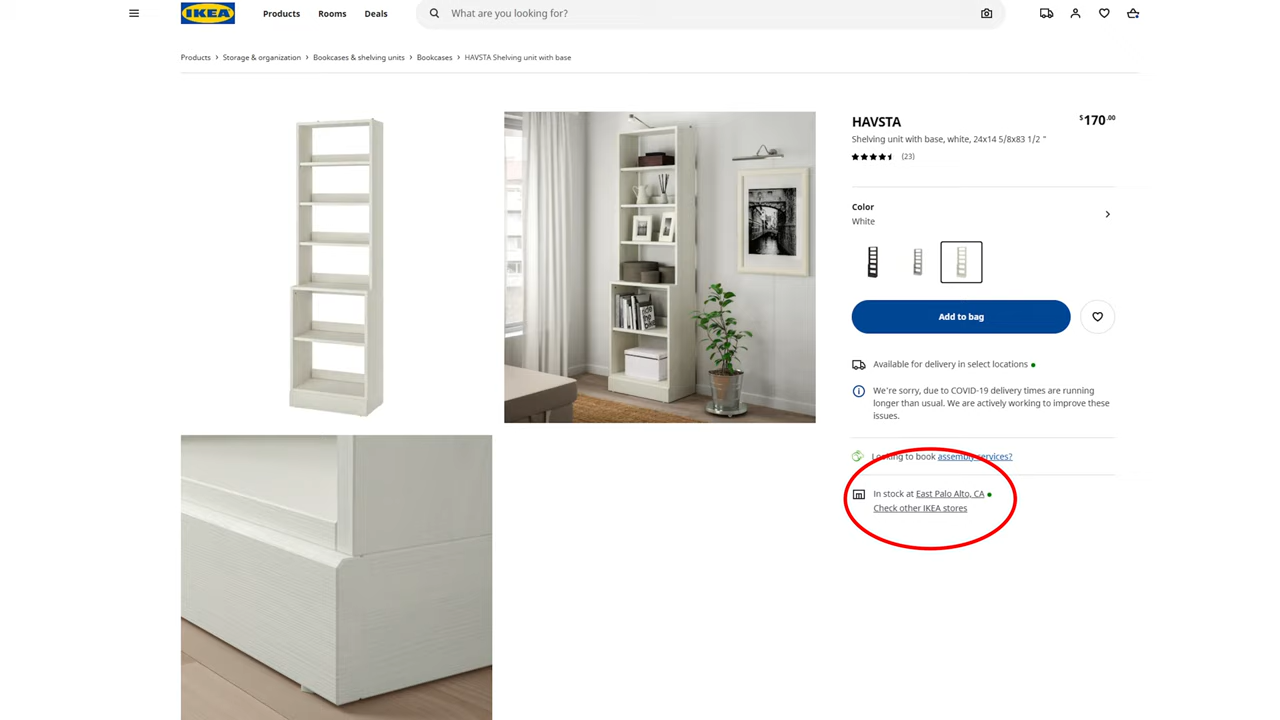 IKEA
Products
Rooms
Deals
What are you looking for?
Products > Storage & organization > Bookcases & shelving units > Bookcases > HAVSTA Shelving unit with base
HAVSTA
$170.00
Shelving unit with base, white, 24x14 5/8x83 1/2 "
(23)
Color
White
Add to bag
Available for delivery in select locations
We're sorry, due to COVID-19 delivery times are running
longer than usual. We are actively working to improve these
issues.
Looking to book assembly services?
In stock at East Palo Alto, CA
Check other IKEA stores